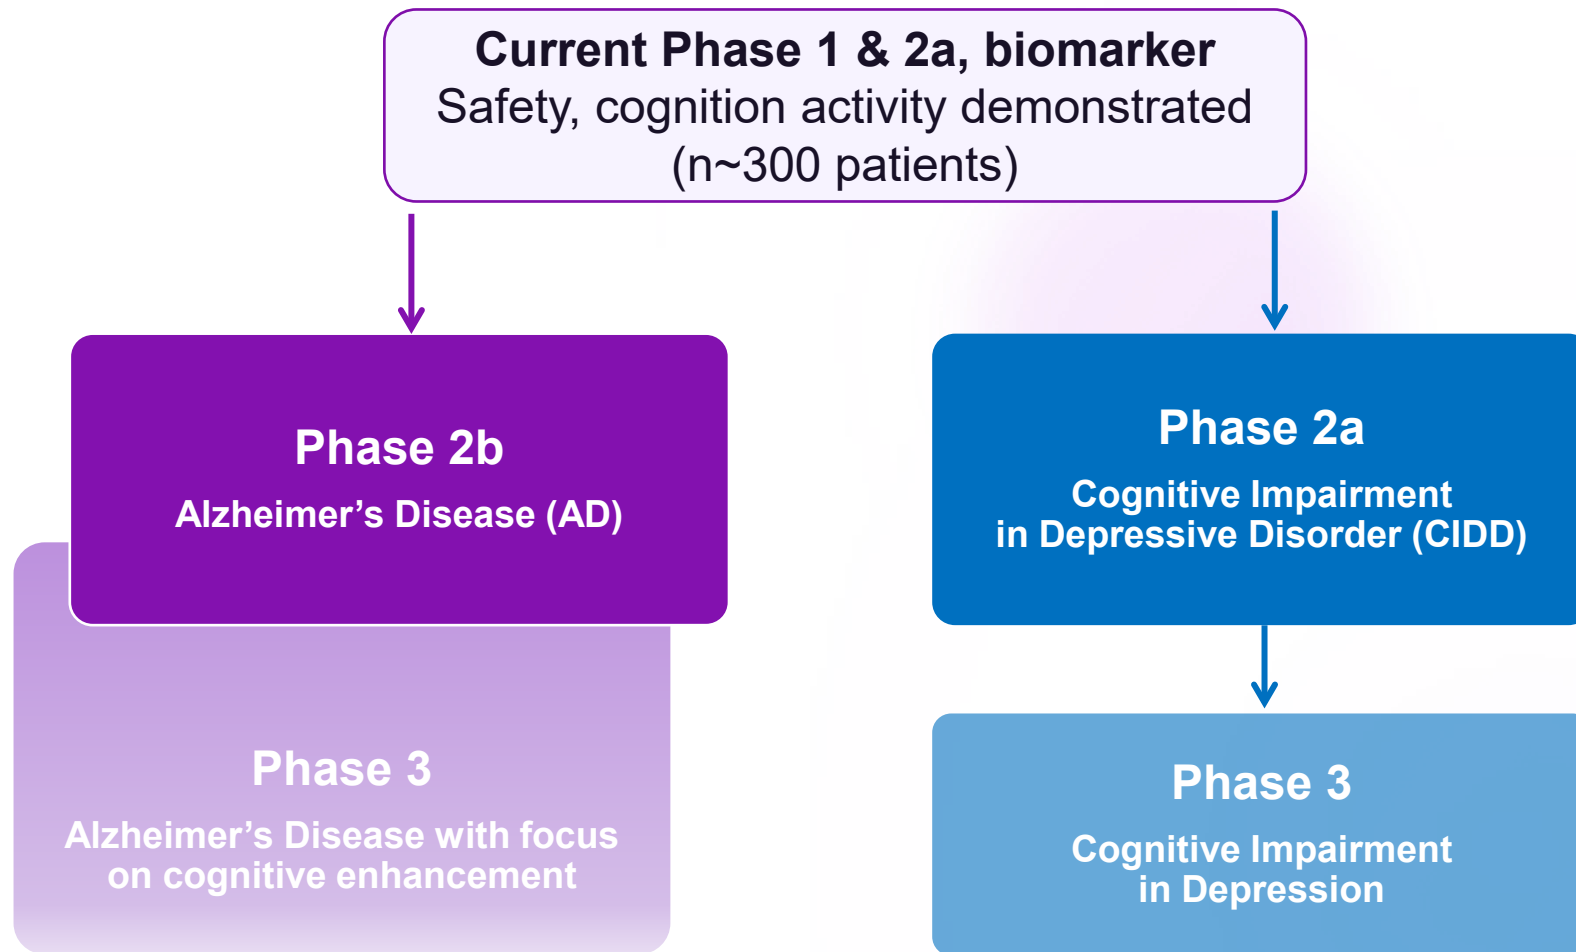 Current Phase 1 & 2a, biomarker
Safety, cognition activity demonstrated
(n~300 patients)
Phase 2b
Alzheimer’s Disease (AD)
Phase 3
Alzheimer’s Disease with focus
on cognitive enhancement
Phase 2a
Cognitive Impairment
in Depressive Disorder (CIDD)
Phase 3
Cognitive Impairment
in Depression